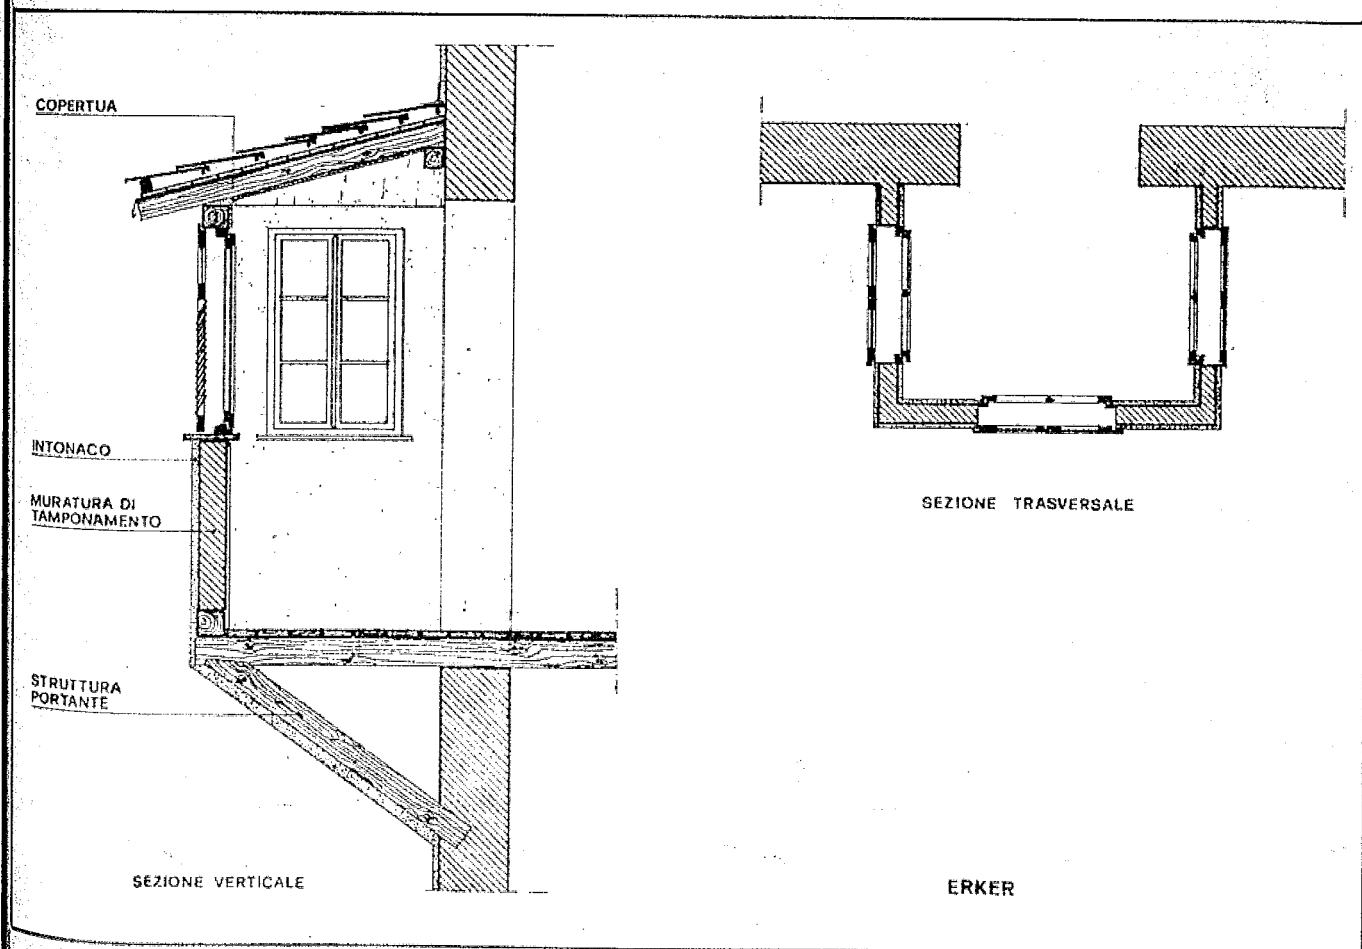 COPERTUA
INTONACO
MURATURA DI
TAMPONAMENTO
STRUTTURA
PORTANTE
SEZIONE VERTICALE
SEZIONE TRASVERSALE
ERKER